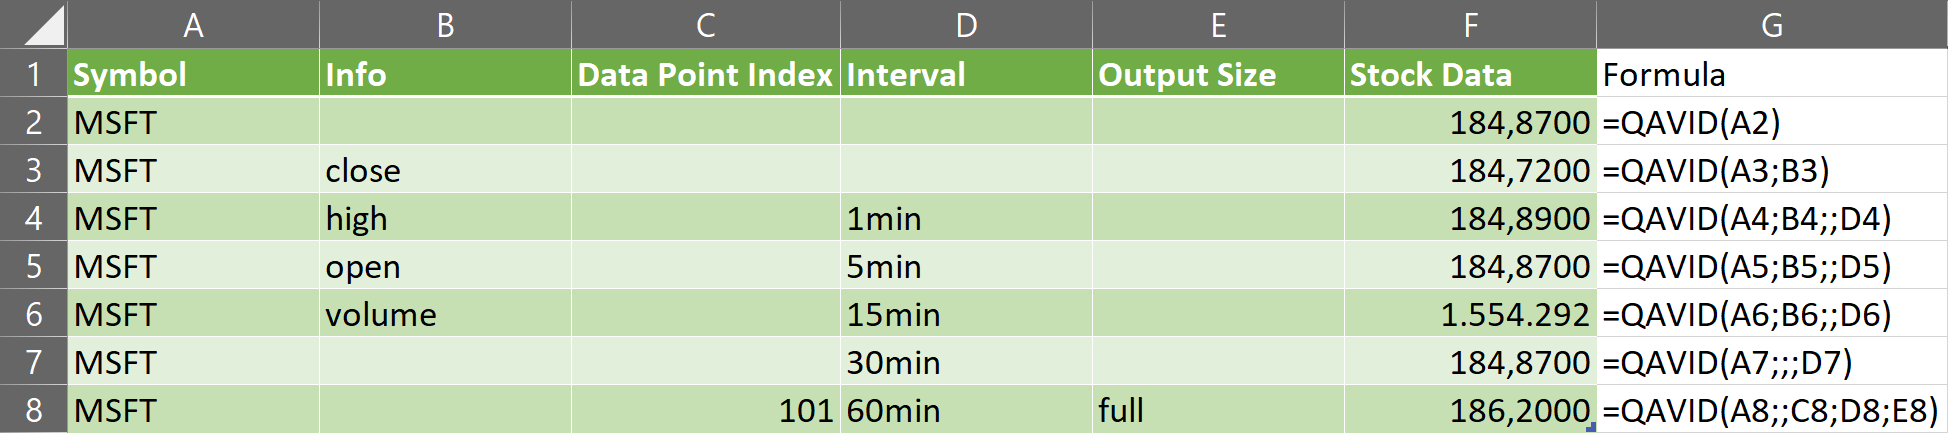 A B C D E F G
1 Symbol Info Data Point Index Interval Output Size Stock Data Formula
2 MSFT 184,8700 =QAVID(A2)
3 MSFT close 184,7200 =QAVID(A3;B3)
4 MSFT high 1min 184,8900 =QAVID(A4;B4;;D4)
5 MSFT open 5min 184,8700 =QAVID(A5;B5;;D5)
6 MSFT volume 15min 1.554.292 =QAVID(A6;B6;;D6)
7 MSFT 30min 184,8700 =QAVID(A7;;;D7)
8 MSFT 101 60min full 186,2000 =QAVID(A8;;C8;D8;E8)